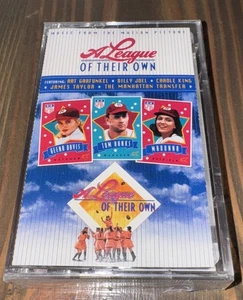 MUSIC FROM THE MOTION PICTURE
A League
OF THEIR OWN
FEATURING: ART GARFUNKEL • BILLY JOEL • CAROLE KING
JAMES TAYLOR • THE MANHATTAN TRANSFER
GEENA DAVIS
TOM HANKS
MADONNA
A League
OF THEIR OWN